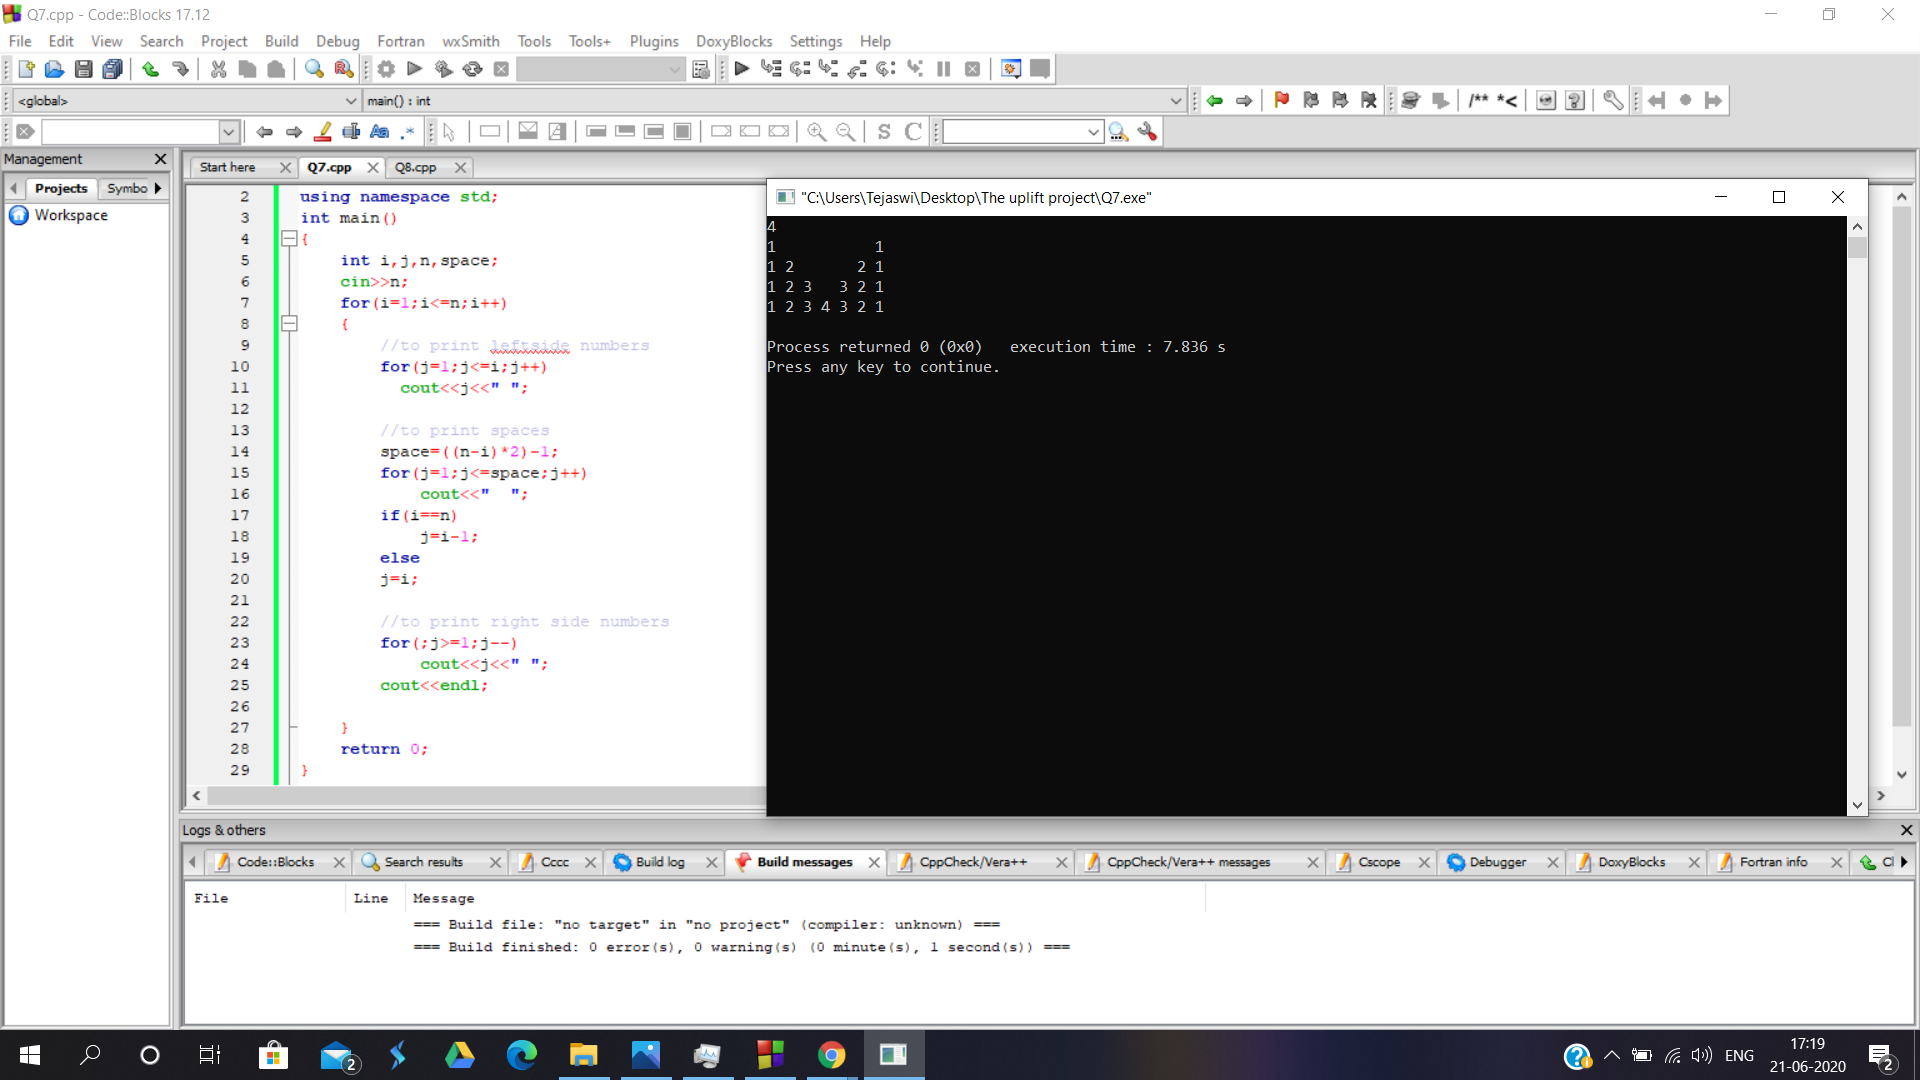 Q7.cpp - Code::Blocks 17.12
File Edit View Search Project Build Debug Fortran wxSmith Tools Tools+ Plugins DoxyBlocks Settings Help
<global> main() : int
/** *<
S C
Management
Projects Symbo
Workspace
Start here Q7.cpp Q8.cpp
2 using namespace std;
3 int main()
4 {
5 int i,j,n,space;
6 cin>>n;
7 for(i=1;i<=n;i++)
8 {
9 //to print leftside numbers
10 for(j=1;j<=i;j++)
11 cout<<j<<" ";
12
13 //to print spaces
14 space=((n-i)*2)-1;
15 for(j=1;j<=space;j++)
16 cout<<"  ";
17 if(i==n)
18 j=i-1;
19 else
20 j=i;
21
22 //to print right side numbers
23 for(;j>=1;j--)
24 cout<<j<<" ";
25 cout<<endl;
26
27 }
28 return 0;
29 }
"C:\Users\Tejaswi\Desktop\The uplift project\Q7.exe"
4
1           1
1 2       2 1
1 2 3   3 2 1
1 2 3 4 3 2 1
Process returned 0 (0x0)   execution time : 7.836 s
Press any key to continue.
Logs & others
Code::Blocks Search results Cccc Build log Build messages CppCheck/Vera++ CppCheck/Vera++ messages Cscope Debugger DoxyBlocks Fortran info Cl
File Line Message
=== Build file: "no target" in "no project" (compiler: unknown) ===
=== Build finished: 0 error(s), 0 warning(s) (0 minute(s), 1 second(s)) ===
2
ENG
17:19
21-06-2020
2